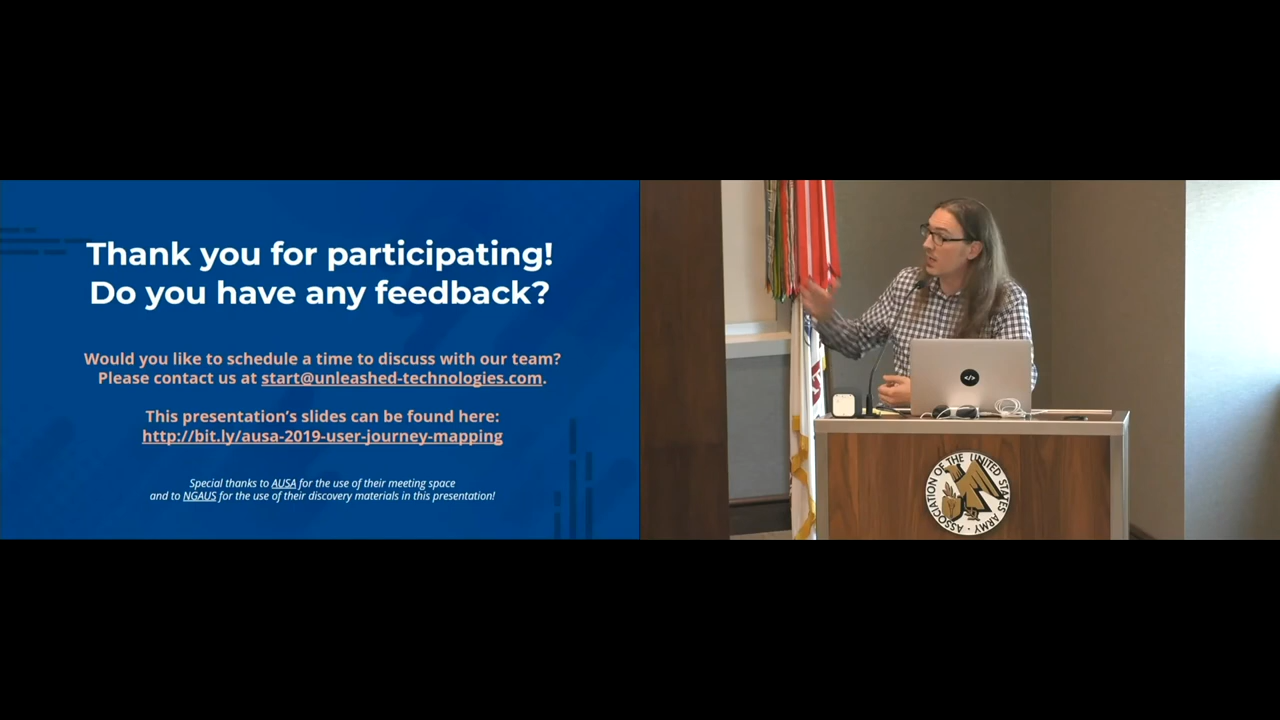 Thank you for participating!
Do you have any feedback?
Would you like to schedule a time to discuss with our team?
Please contact us at start@unleashed-technologies.com.
This presentation's slides can be found here:
http://bit.ly/ausa-2019-user-journey-mapping
Special thanks to AUSA for the use of their meeting space
and to NGAUS for the use of their discovery materials in this presentation!
</>
ASSOCIATION OF THE UNITED STATES ARMY